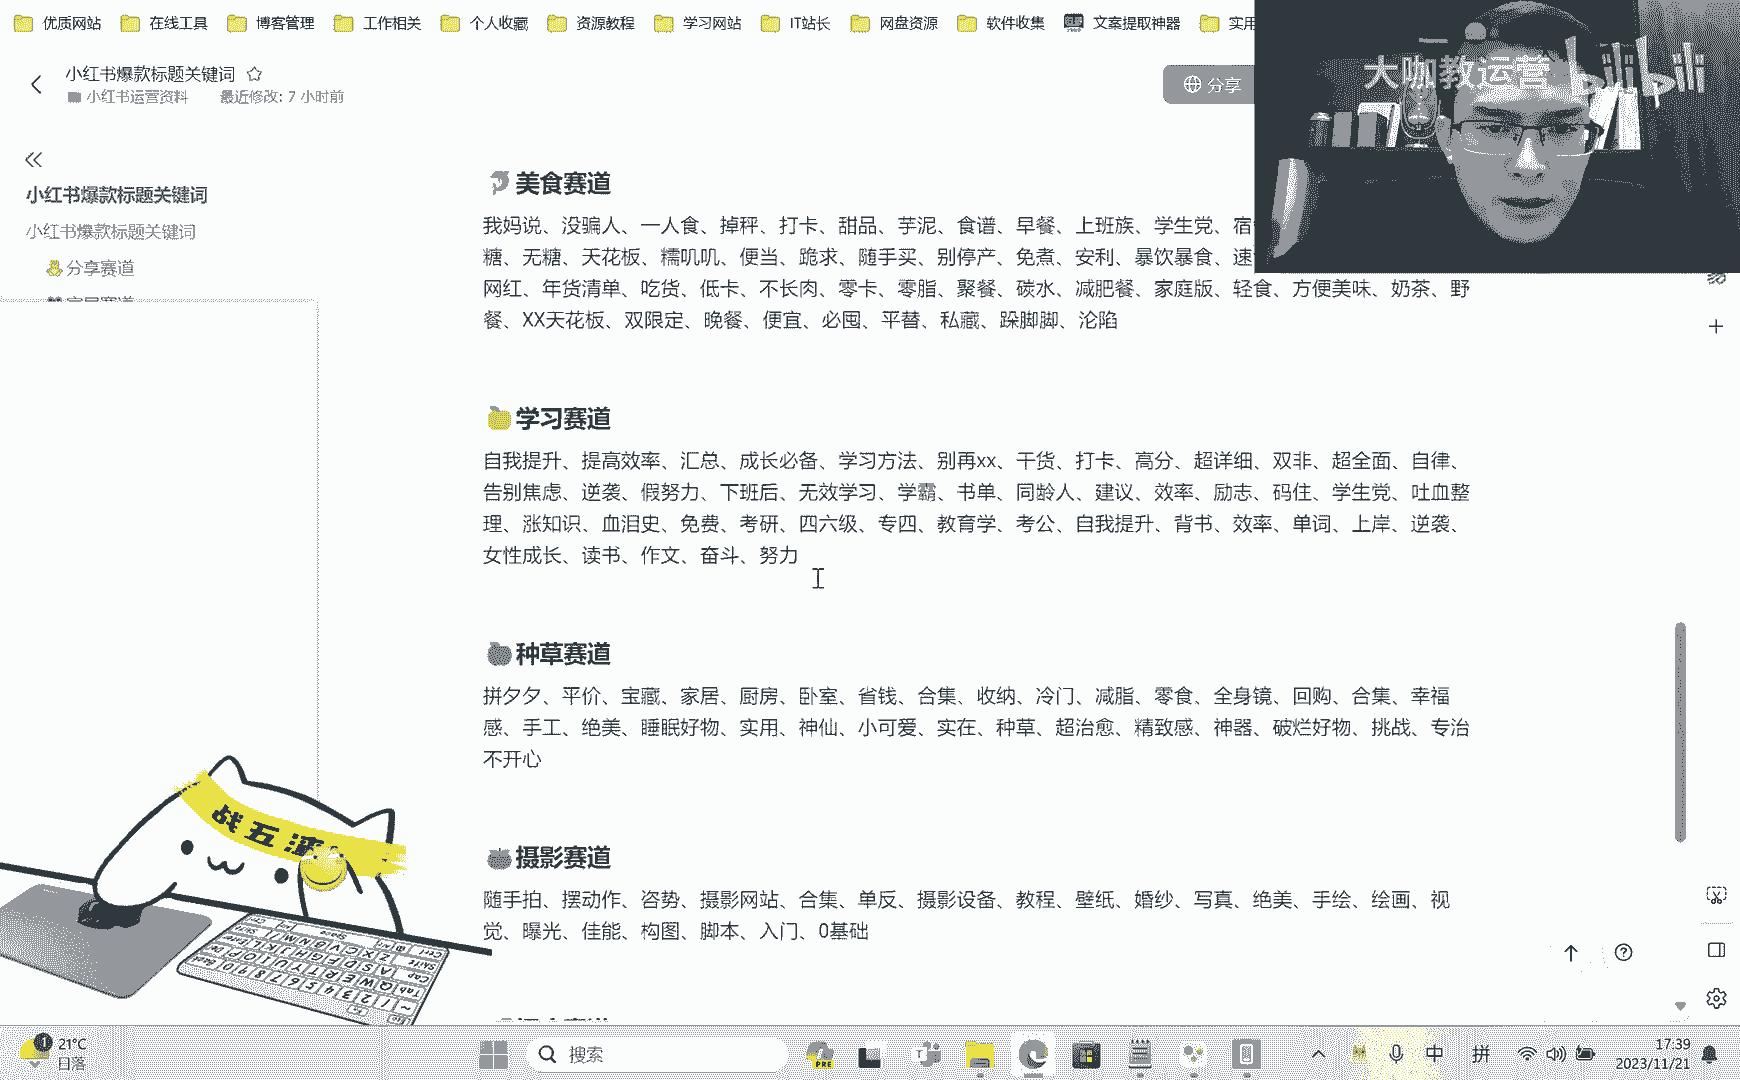 优质网站 在线工具 博客管理 工作相关 个人收藏 资源教程 学习网站 IT站长 网盘资源 软件收集 文案提取神器 实用
小红书爆款标题关键词
小红书运营资料 最近修改: 7 小时前
分享
大咖教运营 bilibili
小红书爆款标题关键词
小红书爆款标题关键词
分享赛道
美食赛道
我妈说、没骗人、一人食、掉秤、打卡、甜品、芋泥、食谱、早餐、上班族、学生党、宿
糖、无糖、天花板、糯叽叽、便当、跪求、随手买、别停产、免煮、安利、暴饮暴食、速
网红、年货清单、吃货、低卡、不长肉、零卡、零脂、聚餐、碳水、减肥餐、家庭版、轻食、方便美味、奶茶、野
餐、XX天花板、双限定、晚餐、便宜、必囤、平替、私藏、跺脚脚、沦陷
学习赛道
自我提升、提高效率、汇总、成长必备、学习方法、别再xx、干货、打卡、高分、超详细、双非、超全面、自律、
告别焦虑、逆袭、假努力、下班后、无效学习、学霸、书单、同龄人、建议、效率、励志、码住、学生党、吐血整
理、涨知识、血泪史、免费、考研、四六级、专四、教育学、考公、自我提升、背书、效率、单词、上岸、逆袭、
女性成长、读书、作文、奋斗、努力
种草赛道
拼夕夕、平价、宝藏、家居、厨房、卧室、省钱、合集、收纳、冷门、减脂、零食、全身镜、回购、合集、幸福
感、手工、绝美、睡眠好物、实用、神仙、小可爱、实在、种草、超治愈、精致感、神器、破烂好物、挑战、专治
不开心
摄影赛道
随手拍、摆动作、咨势、摄影网站、合集、单反、摄影设备、教程、壁纸、婚纱、写真、绝美、手绘、绘画、视
觉、曝光、佳能、构图、脚本、入门、0基础
战五渣
1
21°C
日落
搜索
PRE
中
拼
17:39
2023/11/21